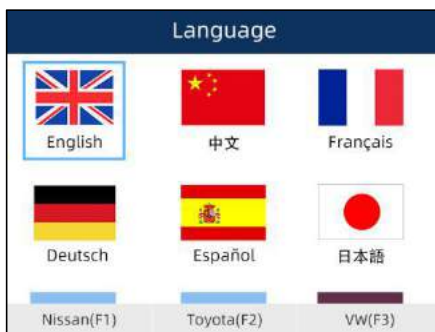 Language
English 中文 Français
Deutsch Español 日本語
Nissan(F1) Toyota(F2) VW(F3)